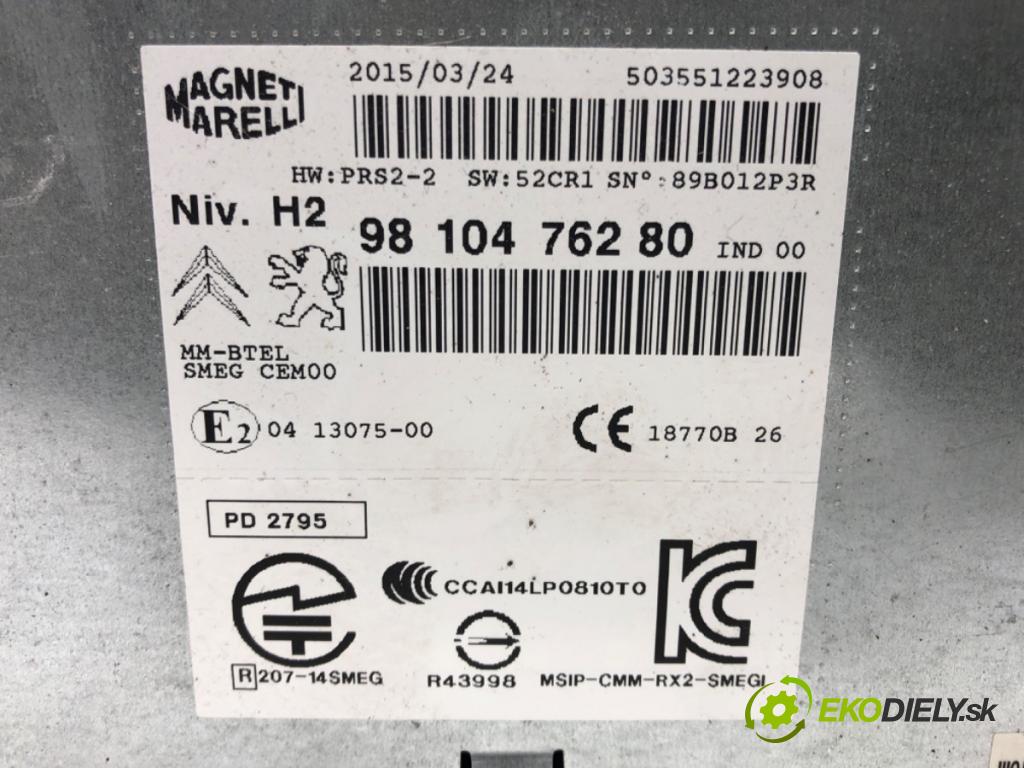 MAGNETI
MARELLI
2015/03/24 503551223908
HW:PRS2-2 SW:52CR1 SN°:89B012P3R
Niv. H2
98 104 762 80 IND 00
MM-BTEL
SMEG CEM00
E2 04 13075-00
CE 18770B 26
PD 2795
CCAI14LP0810T0
R 207-14SMEG
R43998
MSIP-CMM-RX2-SMEGI
EKODIELY.sk